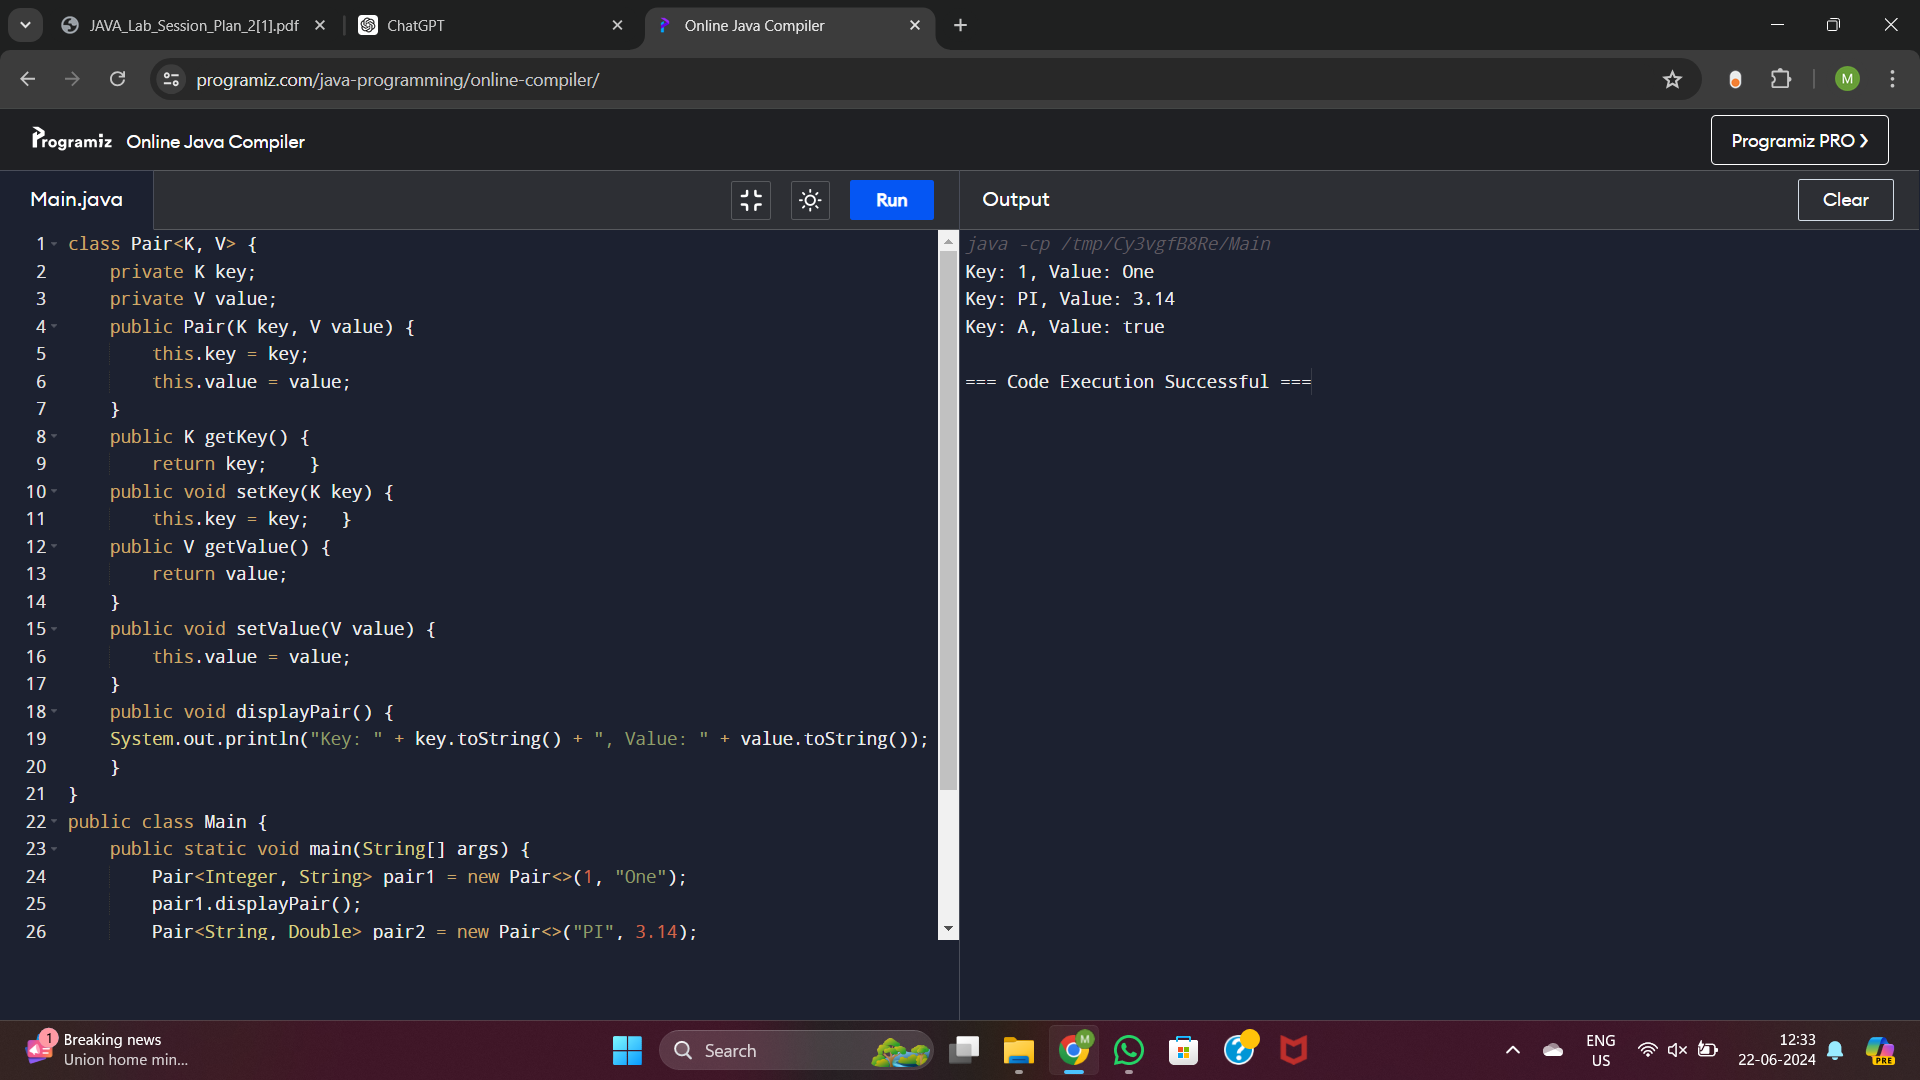 JAVA_Lab_Session_Plan_2[1].pdf
ChatGPT
Online Java Compiler
programiz.com/java-programming/online-compiler/
M
Programiz
Online Java Compiler
Programiz PRO ❯
Main.java
Run
Output
Clear
1 class Pair<K, V> {
2 private K key;
3 private V value;
4 public Pair(K key, V value) {
5 this.key = key;
6 this.value = value;
7 }
8 public K getKey() {
9 return key;    }
10 public void setKey(K key) {
11 this.key = key;   }
12 public V getValue() {
13 return value;
14 }
15 public void setValue(V value) {
16 this.value = value;
17 }
18 public void displayPair() {
19 System.out.println("Key: " + key.toString() + ", Value: " + value.toString());
20 }
21 }
22 public class Main {
23 public static void main(String[] args) {
24 Pair<Integer, String> pair1 = new Pair<>(1, "One");
25 pair1.displayPair();
26 Pair<String, Double> pair2 = new Pair<>("PI", 3.14);
java -cp /tmp/Cy3vgfB8Re/Main
Key: 1, Value: One
Key: PI, Value: 3.14
Key: A, Value: true
=== Code Execution Successful ===
1
Breaking news
Union home min...
Search
M
ENG
US
12:33
22-06-2024
PRE